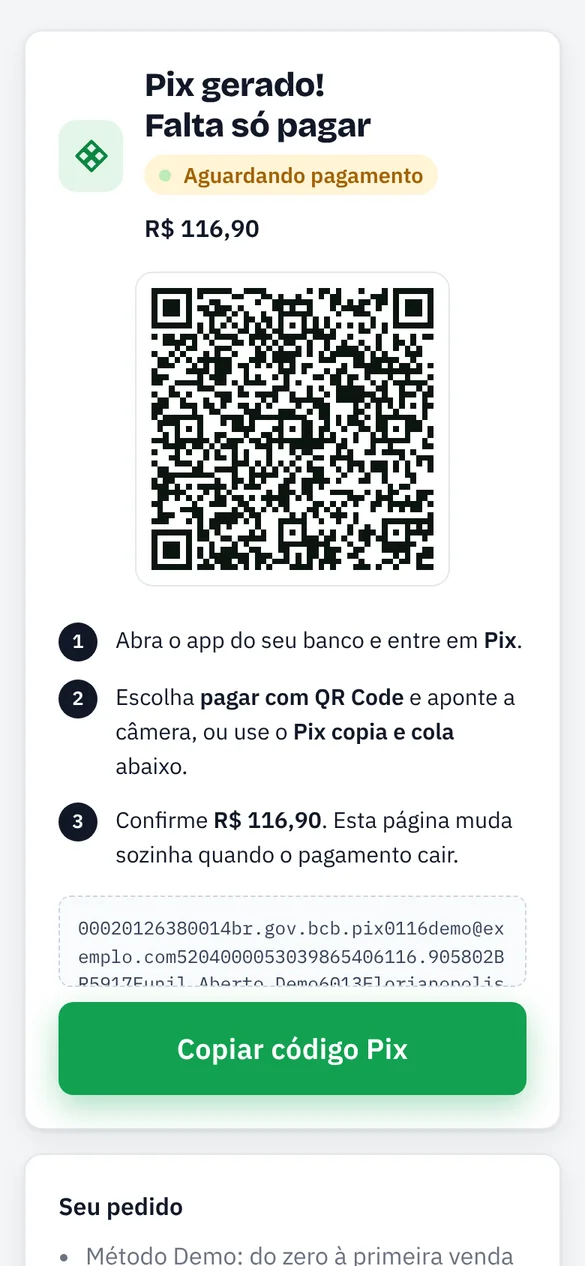 Pix gerado!
Falta só pagar
Aguardando pagamento
R$ 116,90
1 Abra o app do seu banco e entre em Pix.
2 Escolha pagar com QR Code e aponte a
câmera, ou use o Pix copia e cola
abaixo.
3 Confirme R$ 116,90. Esta página muda
sozinha quando o pagamento cair.
00020126380014br.gov.bcb.pix0116demo@ex
emplo.com5204000053039865406116.905802B
R5917Funil Aberto Demo6013Florianopolis
Copiar código Pix
Seu pedido
• Método Demo: do zero à primeira venda